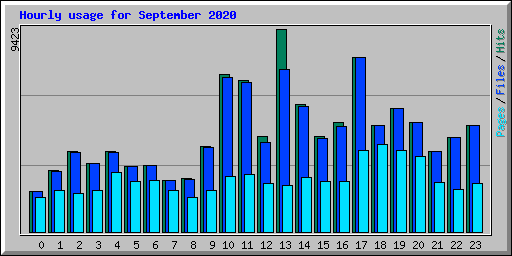 Hourly usage for September 2020
9423
Pages / Files / Hits
0 1 2 3 4 5 6 7 8 9 10 11 12 13 14 15 16 17 18 19 20 21 22 23